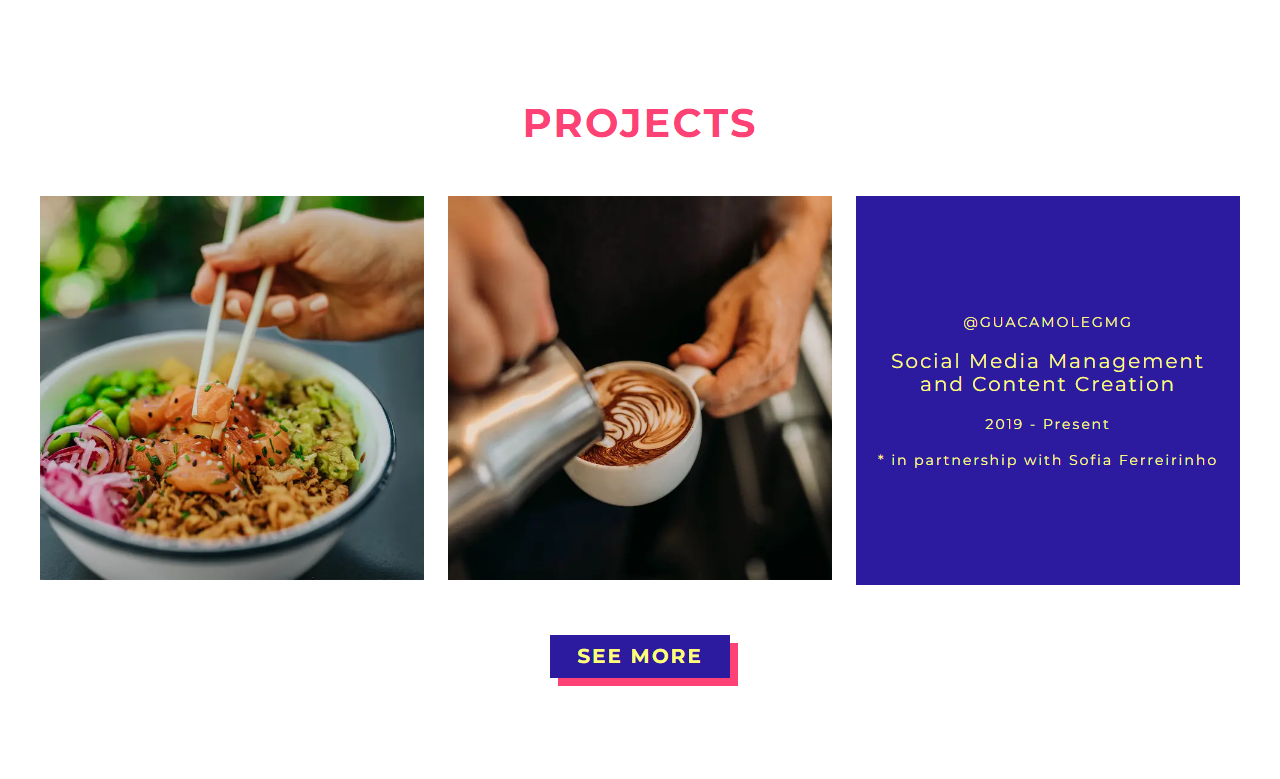 PROJECTS
@GUACAMOLEGMG
Social Media Management
and Content Creation
2019 - Present
* in partnership with Sofia Ferreirinho
SEE MORE